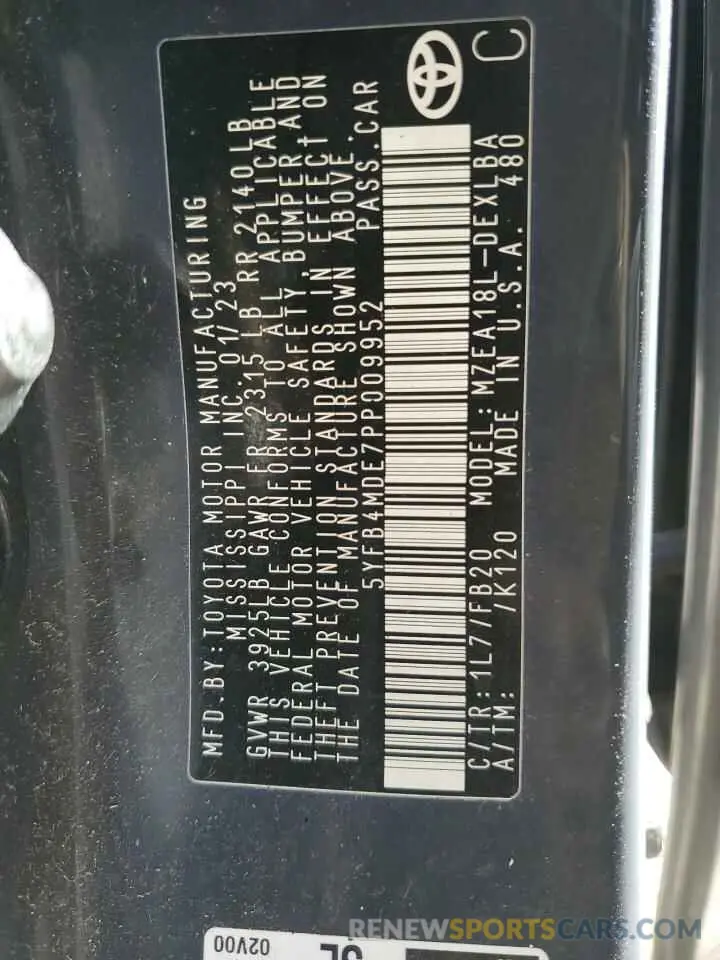 MFD.BY:TOYOTA MOTOR MANUFACTURING
MISSISSIPPI INC. 01/23
GVWR 3925LB GAWR FR 2315 LB RR 2140LB
THIS VEHICLE CONFORMS TO ALL APPLICABLE
FEDERAL MOTOR VEHICLE SAFETY, BUMPER AND
THEFT PREVENTION STANDARDS IN EFFECT ON
THE DATE OF MANUFACTURE SHOWN ABOVE.
5YFB4MDE7PP009952 PASS.CAR
C/TR:1L7/FB20 MODEL:MZEA18L-DEXLBA
A/TM: /K120 MADE IN U.S.A. 480
C
02V00
RENEWSPORTSCARS.COM